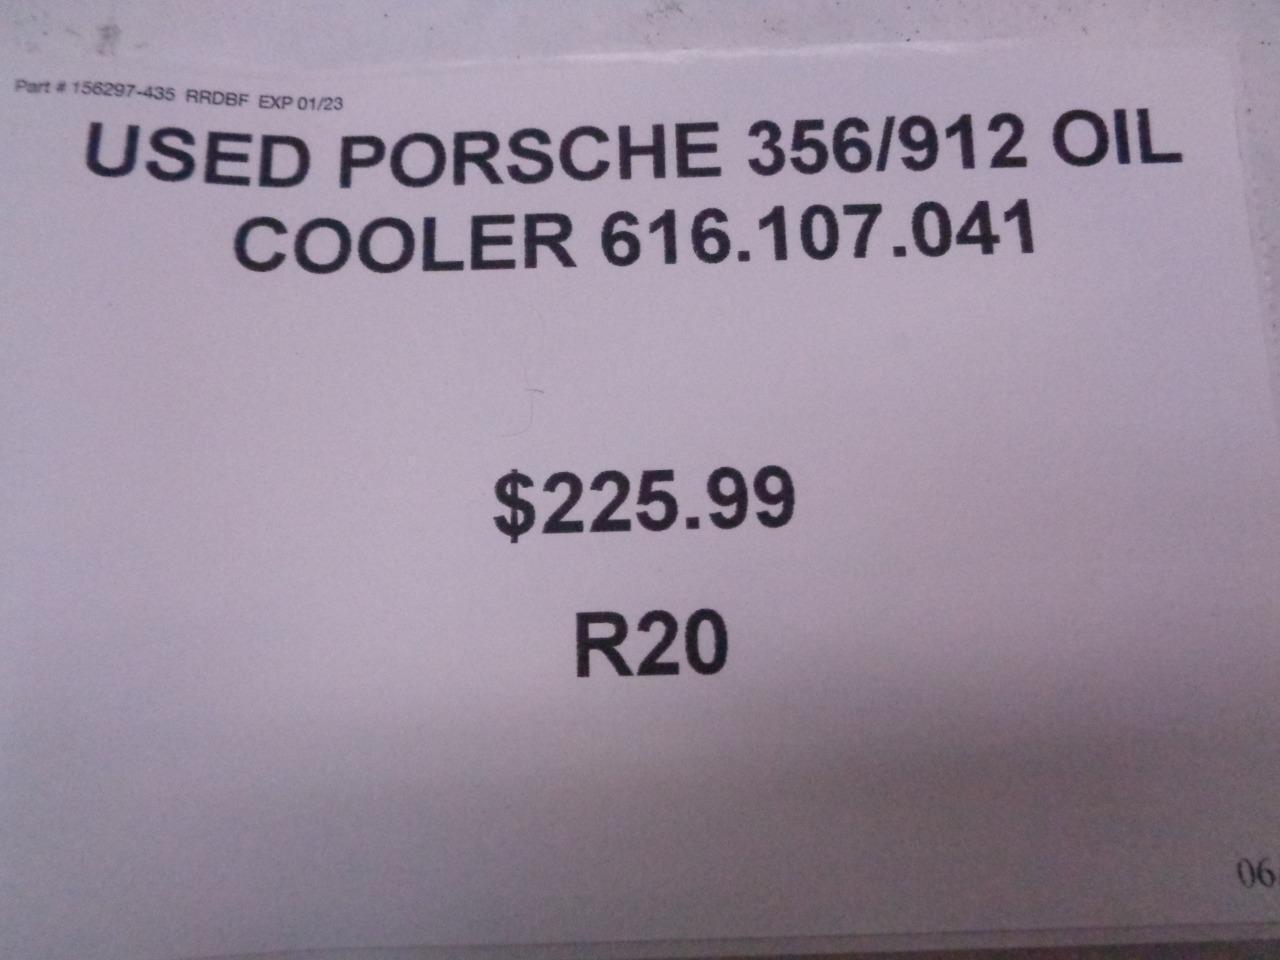 Part # 156297-435 RRDBF EXP 01/23
USED PORSCHE 356/912 OIL
COOLER 616.107.041
$225.99
R20
06